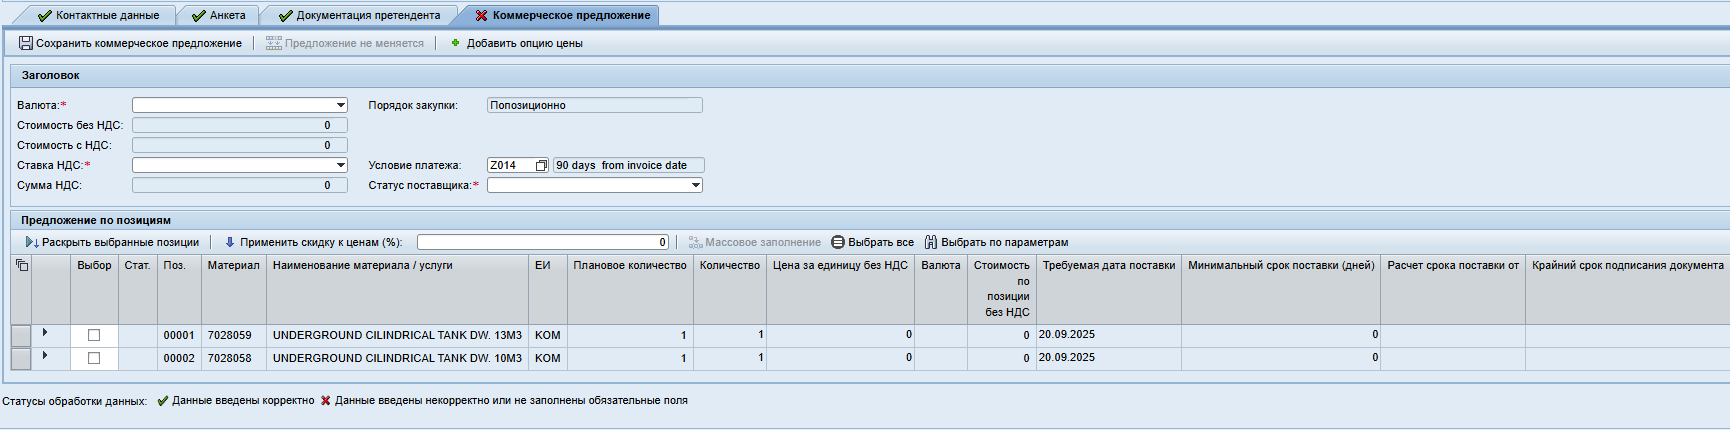 Контактные данные Анкета Документация претендента Коммерческое предложение
Сохранить коммерческое предложение Предложение не меняется Добавить опцию цены
Заголовок
Валюта:* Порядок закупки: Попозиционно
Стоимость без НДС: 0
Стоимость с НДС: 0
Ставка НДС:* Условие платежа: Z014 90 days from invoice date
Сумма НДС: 0 Статус поставщика:*
Предложение по позициям
Раскрыть выбранные позиции Применить скидку к ценам (%): 0 Массовое заполнение Выбрать все Выбрать по параметрам
Выбор Стат. Поз. Материал Наименование материала / услуги ЕИ Плановое количество Количество Цена за единицу без НДС Валюта Стоимость Требуемая дата поставки Минимальный срок поставки (дней) Расчет срока поставки от Крайний срок подписания документа
по
позиции
без НДС
00001 7028059 UNDERGROUND CILINDRICAL TANK DW. 13M3 КОМ 1 1 0 0 20.09.2025 0
00002 7028058 UNDERGROUND CILINDRICAL TANK DW. 10M3 КОМ 1 1 0 0 20.09.2025 0
Статусы обработки данных: Данные введены корректно Данные введены некорректно или не заполнены обязательные поля